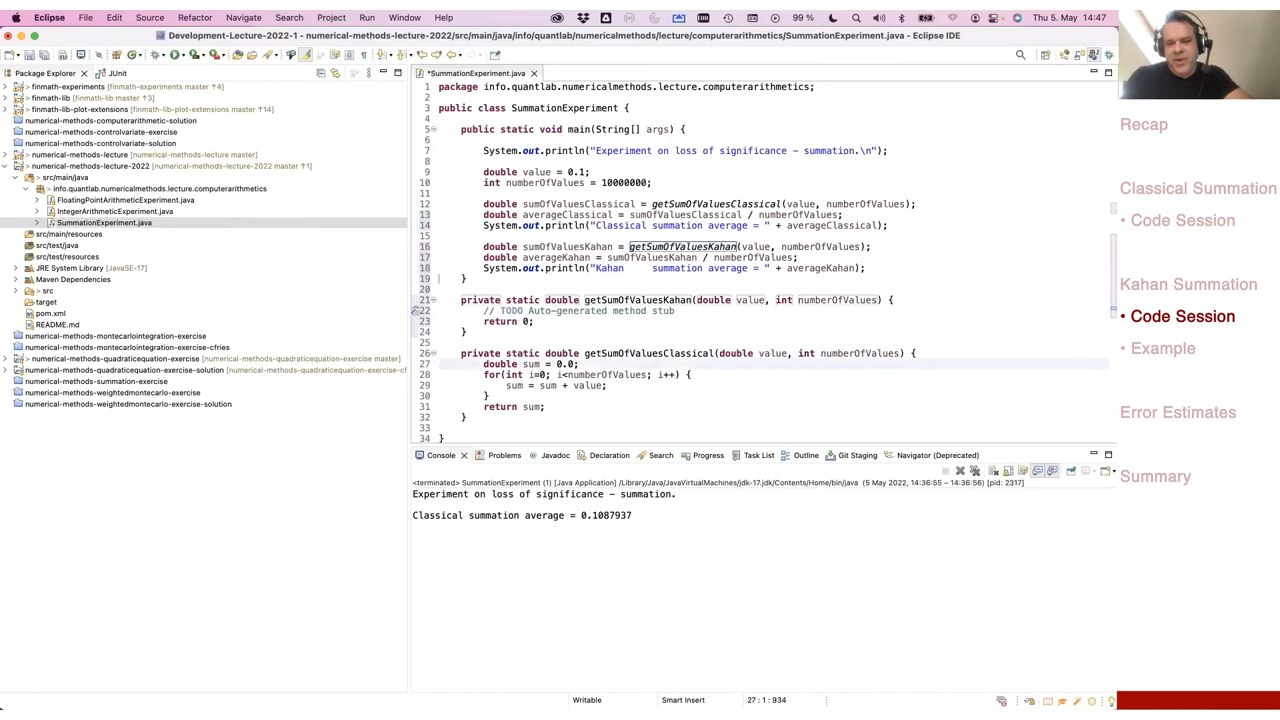 Eclipse File Edit Source Refactor Navigate Search Project Run Window Help 99 % Thu 5. May 14:47
Development-Lecture-2022-1 - numerical-methods-lecture-2022/src/main/java/info/quantlab/numericalmethods/lecture/computerarithmetics/SummationExperiment.java - Eclipse IDE
Package Explorer JUnit
finmath-experiments master ↑4
finmath-lib master ↑3
finmath-lib-plot-extensions master ↑14
numerical-methods-computerarithmetic-solution
numerical-methods-controlvariate-exercise
numerical-methods-controlvariate-solution
numerical-methods-lecture [numerical-methods-lecture master]
numerical-methods-lecture-2022 [numerical-methods-lecture-2022 master ↑1]
src/main/java
info.quantlab.numericalmethods.lecture.computerarithmetics
FloatingPointArithmeticExperiment.java
IntegerArithmeticExperiment.java
SummationExperiment.java
src/main/resources
src/test/java
src/test/resources
JRE System Library [JavaSE-17]
Maven Dependencies
src
target
pom.xml
README.md
numerical-methods-montecarlointegration-exercise
numerical-methods-montecarlointegration-exercise-cfries
numerical-methods-quadraticequation-exercise [numerical-methods-quadraticequation-exercise master]
numerical-methods-quadraticequation-exercise-solution [numerical-methods-quadraticequation-exercise-cf
numerical-methods-summation-exercise
numerical-methods-weightedmontecarlo-exercise
numerical-methods-weightedmontecarlo-exercise-solution
*SummationExperiment.java
1 package info.quantlab.numericalmethods.lecture.computerarithmetics;
2
3 public class SummationExperiment {
4
5 public static void main(String[] args) {
6
7 System.out.println("Experiment on loss of significance - summation.\n");
8
9 double value = 0.1;
10 int numberOfValues = 10000000;
11
12 double sumOfValuesClassical = getSumOfValuesClassical(value, numberOfValues);
13 double averageClassical = sumOfValuesClassical / numberOfValues;
14 System.out.println("Classical summation average = " + averageClassical);
15
16 double sumOfValuesKahan = getSumOfValuesKahan(value, numberOfValues);
17 double averageKahan = sumOfValuesKahan / numberOfValues;
18 System.out.println("Kahan     summation average = " + averageKahan);
19 }
20
21 private static double getSumOfValuesKahan(double value, int numberOfValues) {
22 // TODO Auto-generated method stub
23 return 0;
24 }
25
26 private static double getSumOfValuesClassical(double value, int numberOfValues) {
27 double sum = 0.0;
28 for(int i=0; i<numberOfValues; i++) {
29 sum = sum + value;
30 }
31 return sum;
32 }
33
34 }
Console Problems Javadoc Declaration Search Progress Task List Outline Git Staging Navigator (Deprecated)
<terminated> SummationExperiment (1) [Java Application] /Library/Java/JavaVirtualMachines/jdk-17.jdk/Contents/Home/bin/java (5 May 2022, 14:36:55 – 14:36:56) [pid: 2317]
Experiment on loss of significance - summation.
Classical summation average = 0.1087937
Writable Smart Insert 27 : 1 : 934
Recap
Classical Summation
• Code Session
Kahan Summation
• Code Session
• Example
Error Estimates
Summary